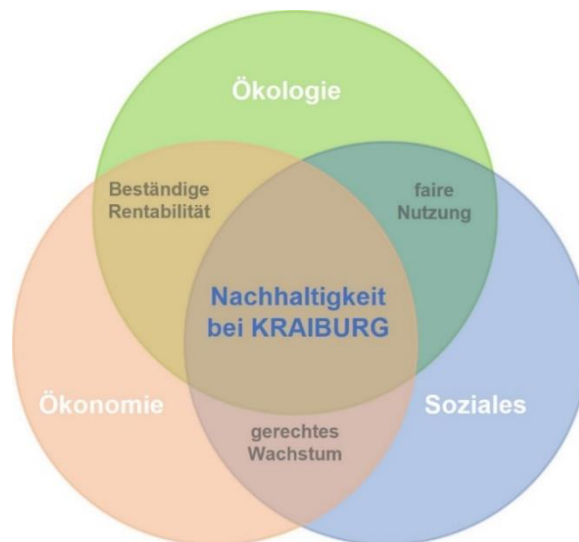 Ökologie
Beständige
Rentabilität
faire
Nutzung
Nachhaltigkeit
bei KRAIBURG
Ökonomie
Soziales
gerechtes
Wachstum